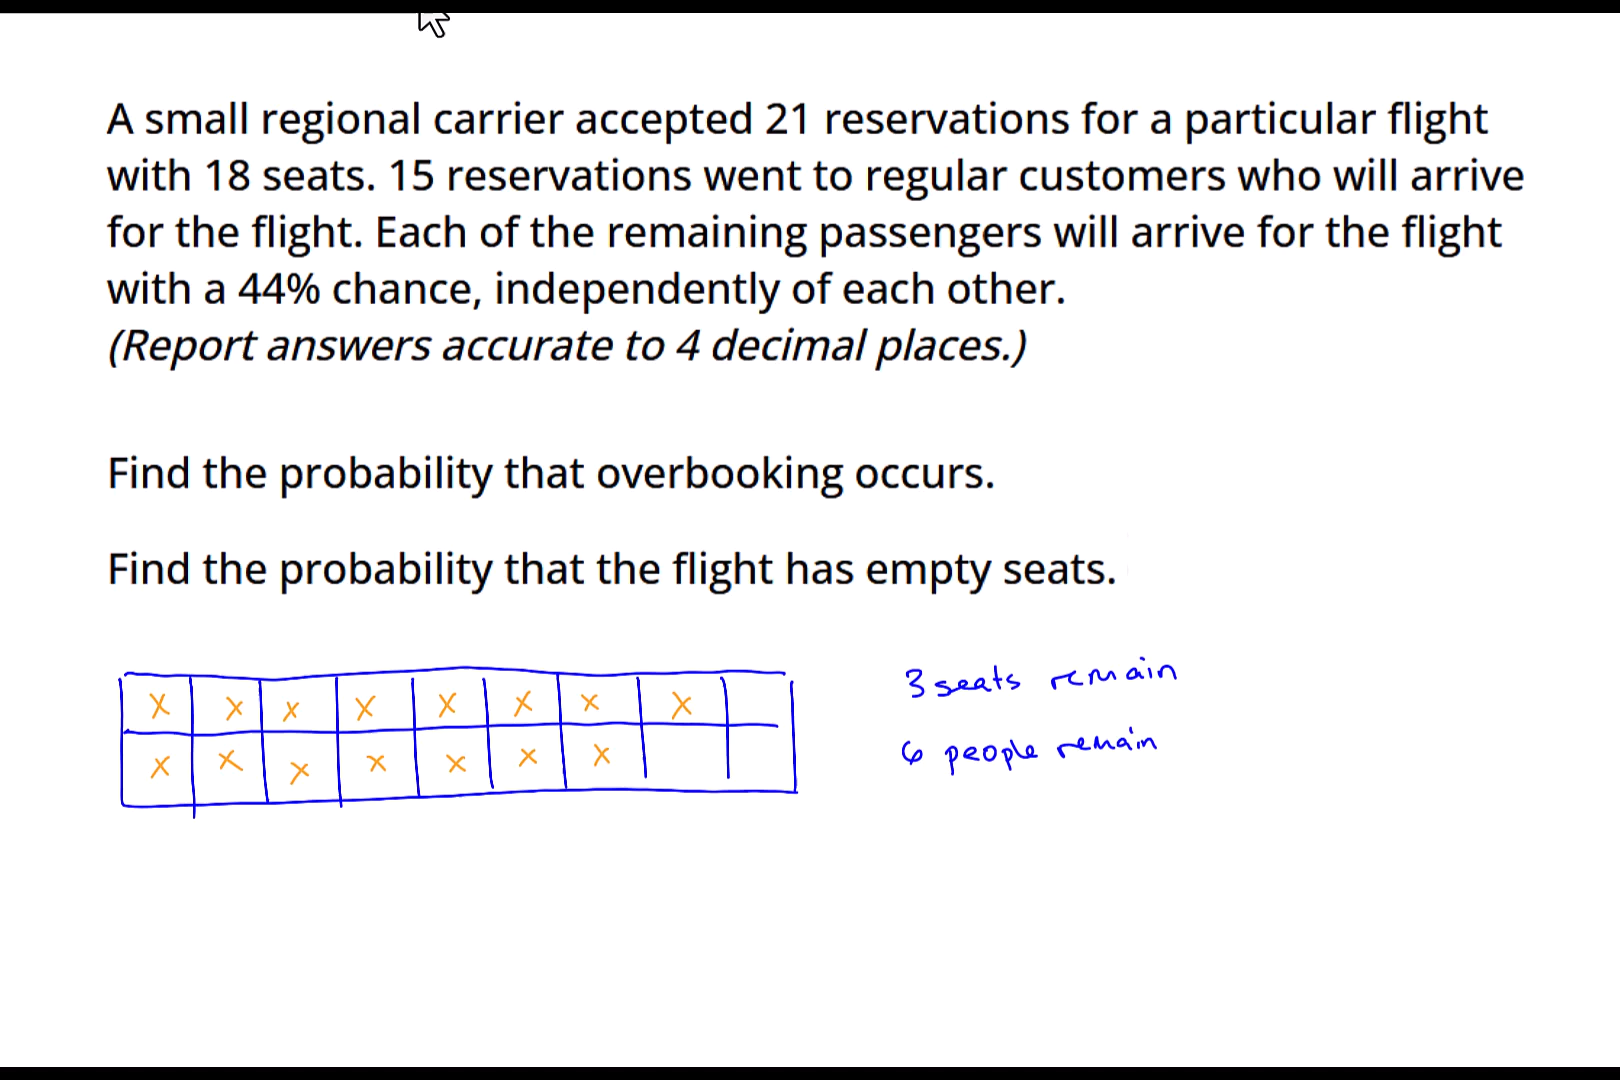 A small regional carrier accepted 21 reservations for a particular flight
with 18 seats. 15 reservations went to regular customers who will arrive
for the flight. Each of the remaining passengers will arrive for the flight
with a 44% chance, independently of each other.
(Report answers accurate to 4 decimal places.)
Find the probability that overbooking occurs.
Find the probability that the flight has empty seats.
x x x x x x x x
x x x x x x x
3 seats remain
6 people remain